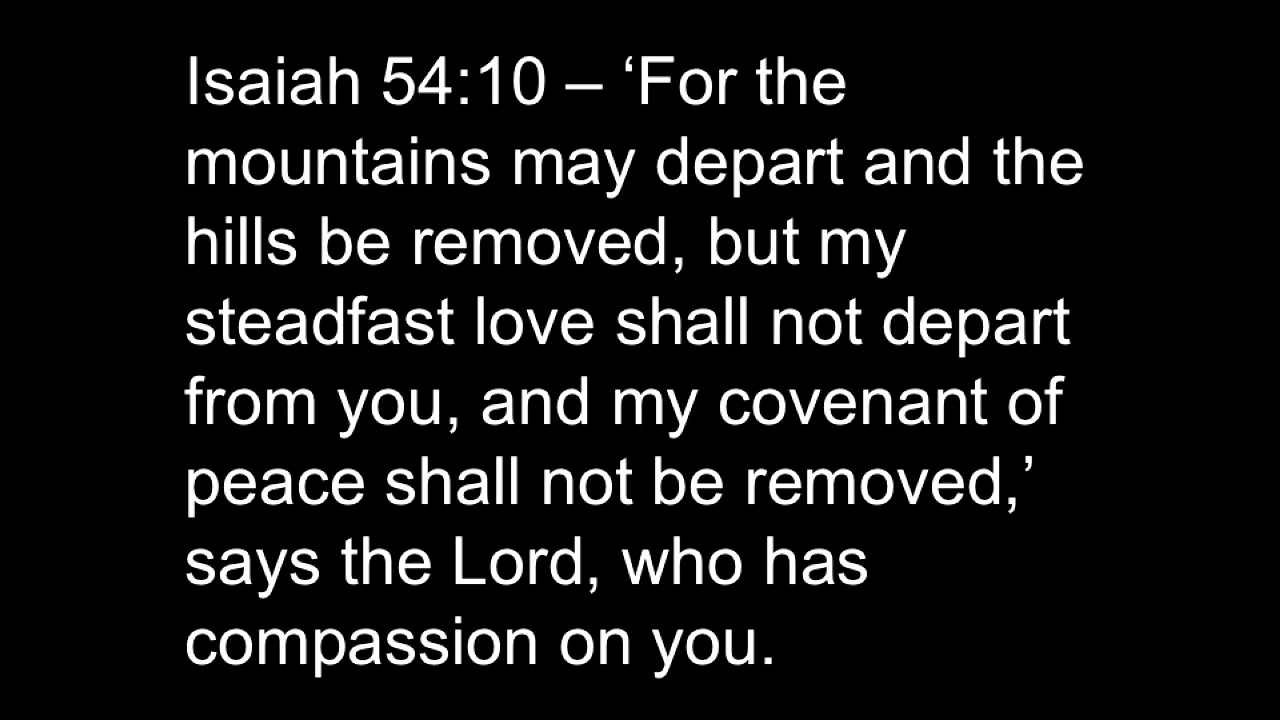 Isaiah 54:10 – ‘For the
mountains may depart and the
hills be removed, but my
steadfast love shall not depart
from you, and my covenant of
peace shall not be removed,’
says the Lord, who has
compassion on you.